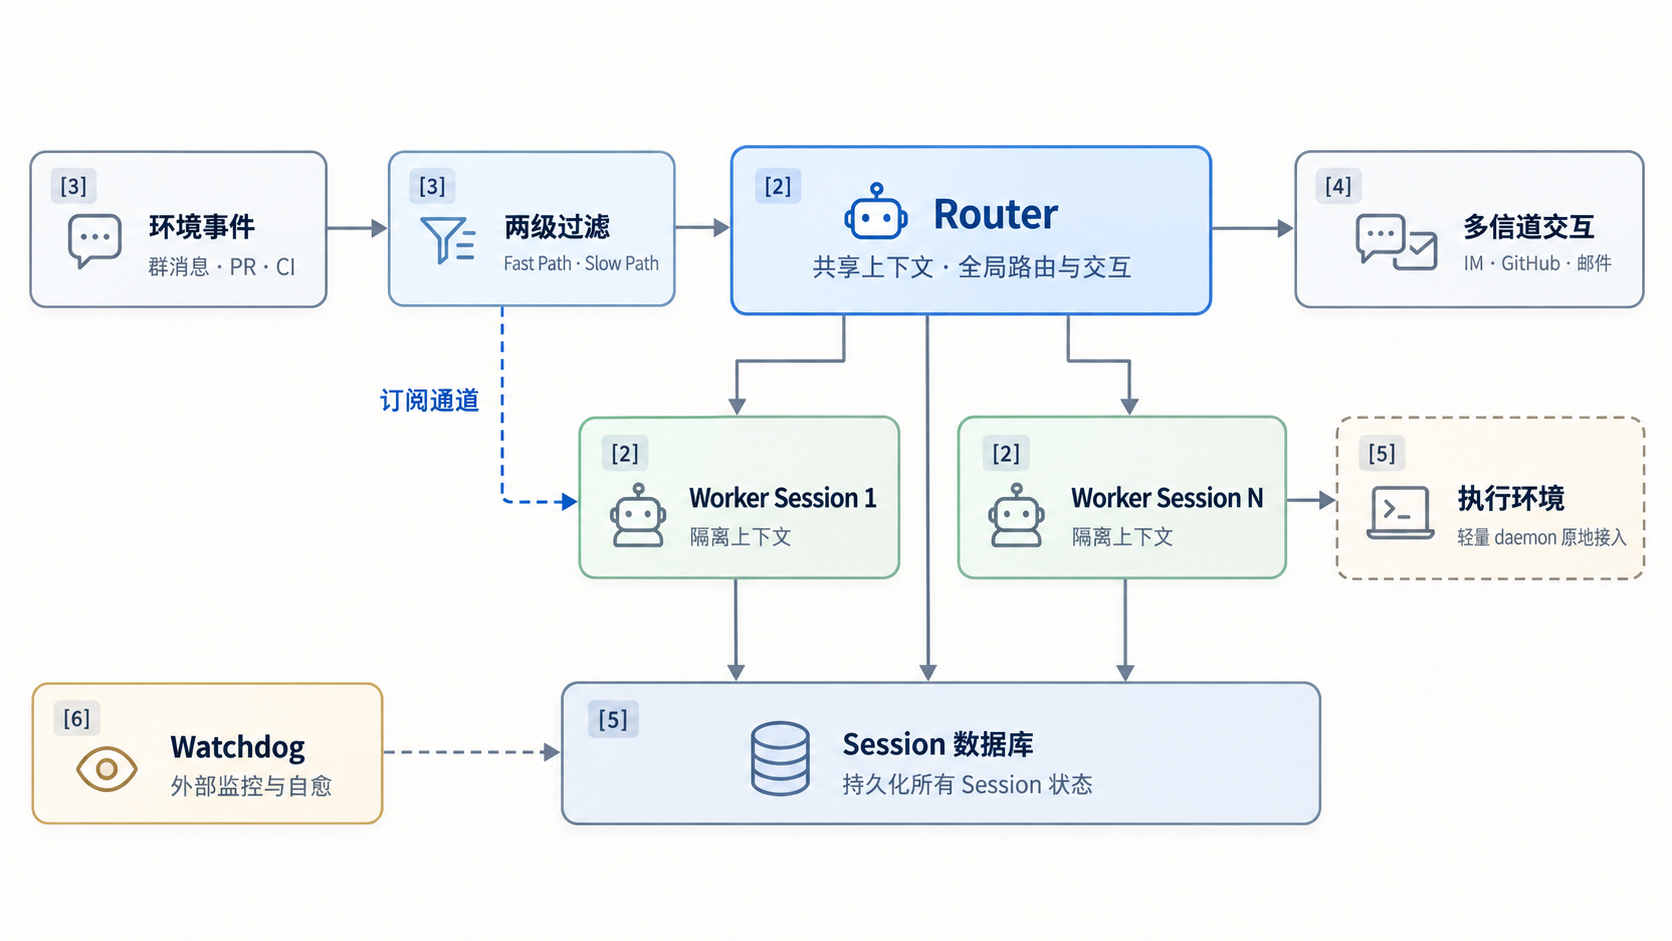 [3]
环境事件
群消息 · PR · CI
[3]
两级过滤
Fast Path · Slow Path
[2]
Router
共享上下文 · 全局路由与交互
[4]
多信道交互
IM · GitHub · 邮件
订阅通道
[2]
Worker Session 1
隔离上下文
[2]
Worker Session N
隔离上下文
[5]
执行环境
轻量 daemon 原地接入
[6]
Watchdog
外部监控与自愈
[5]
Session 数据库
持久化所有 Session 状态